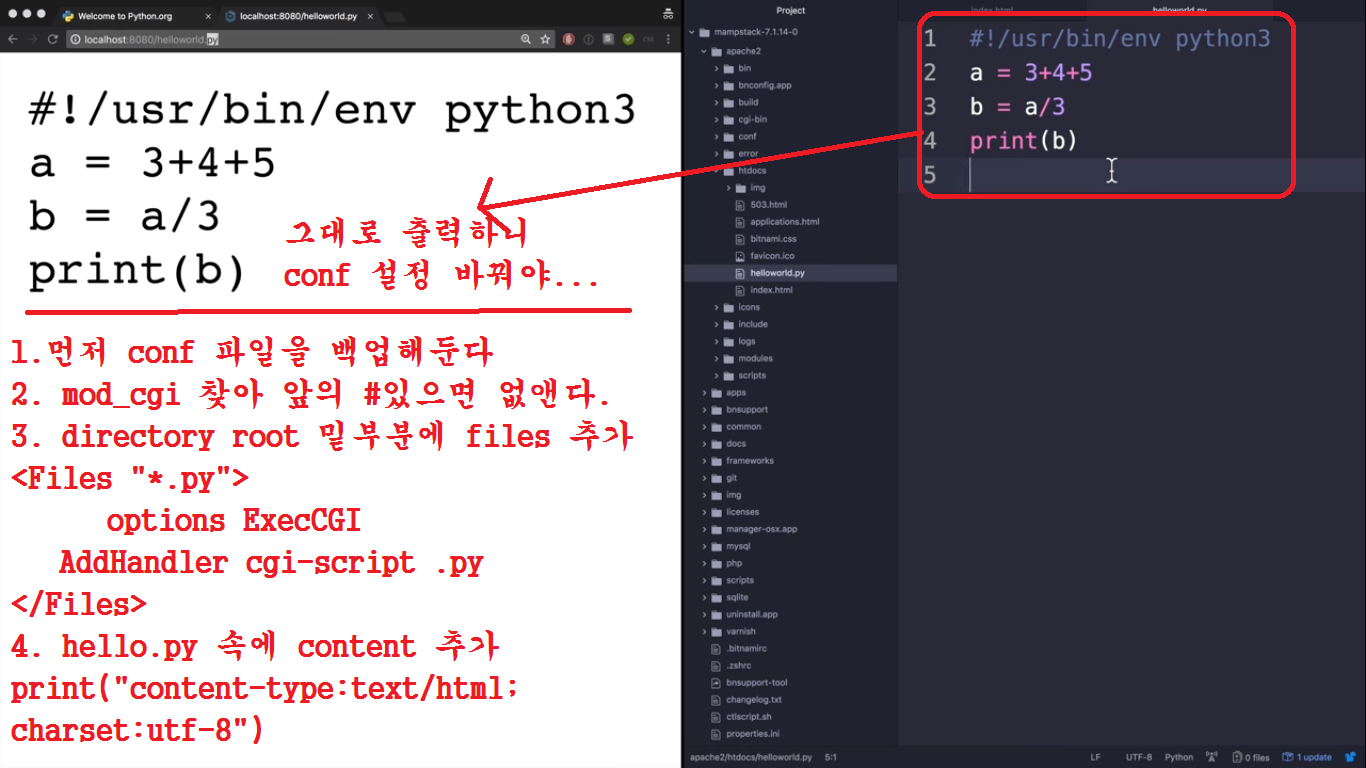 Welcome to Python.org
localhost:8080/helloworld.py
localhost:8080/helloworld.py
#!/usr/bin/env python3
a = 3+4+5
b = a/3
print(b)
그대로 출력하니
conf 설정 바꿔야...
1.먼저 conf 파일을 백업해둔다
2. mod_cgi 찾아 앞의 #있으면 없앤다.
3. directory root 밑부분에 files 추가
<Files "*.py">
options ExecCGI
AddHandler cgi-script .py
</Files>
4. hello.py 속에 content 추가
print("content-type:text/html;
charset:utf-8")
Project
mampstack-7.1.14-0
apache2
bin
bnconfig.app
build
cgi-bin
conf
error
htdocs
img
503.html
applications.html
bitnami.css
favicon.ico
helloworld.py
index.html
icons
include
logs
modules
scripts
apps
bnsupport
common
docs
frameworks
git
img
licenses
manager-osx.app
mysql
php
scripts
sqlite
uninstall.app
varnish
.bitnamirc
.zshrc
bnsupport-tool
changelog.txt
ctlscript.sh
properties.ini
index.html
helloworld.py
1 #!/usr/bin/env python3
2 a = 3+4+5
3 b = a/3
4 print(b)
5
apache2/htdocs/helloworld.py 5:1
LF UTF-8 Python 0 files 1 update